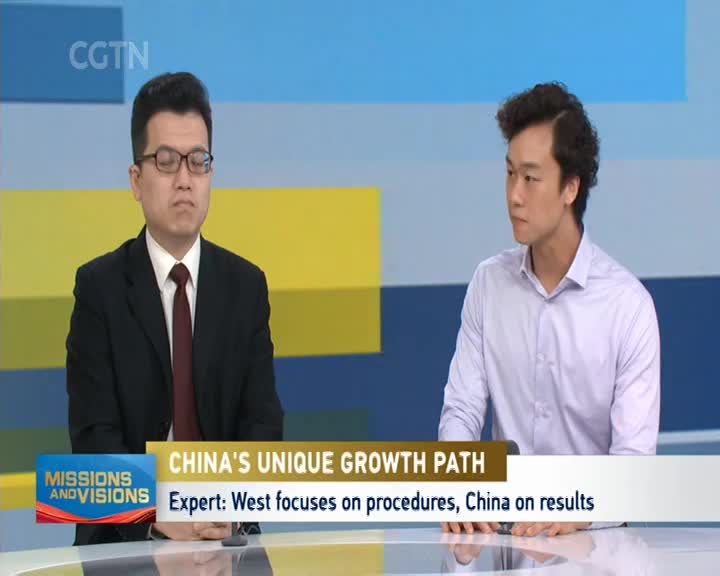 CGTN
CHINA'S UNIQUE GROWTH PATH
MISSIONS
AND VISIONS
Expert: West focuses on procedures, China on results